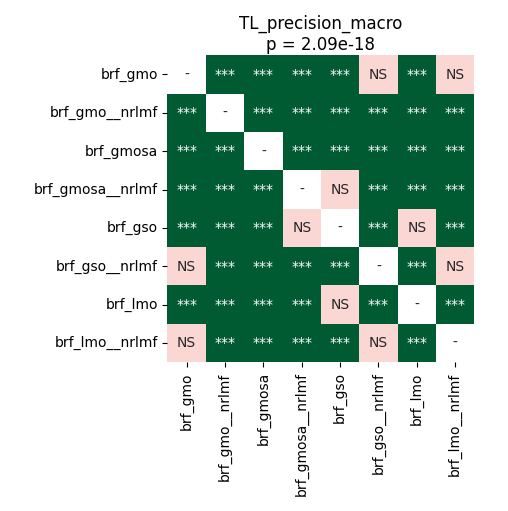 TL_precision_macro
p = 2.09e-18
brf_gmo - *** *** *** *** NS *** NS
brf_gmo__nrlmf *** - *** *** *** *** *** ***
brf_gmosa *** *** - *** *** *** *** ***
brf_gmosa__nrlmf *** *** *** - NS *** *** ***
brf_gso *** *** *** NS - *** NS ***
brf_gso__nrlmf NS *** *** *** *** - *** NS
brf_lmo *** *** *** *** NS *** - ***
brf_lmo__nrlmf NS *** *** *** *** NS *** -
brf_gmo
brf_gmo__nrlmf
brf_gmosa
brf_gmosa__nrlmf
brf_gso
brf_gso__nrlmf
brf_lmo
brf_lmo__nrlmf